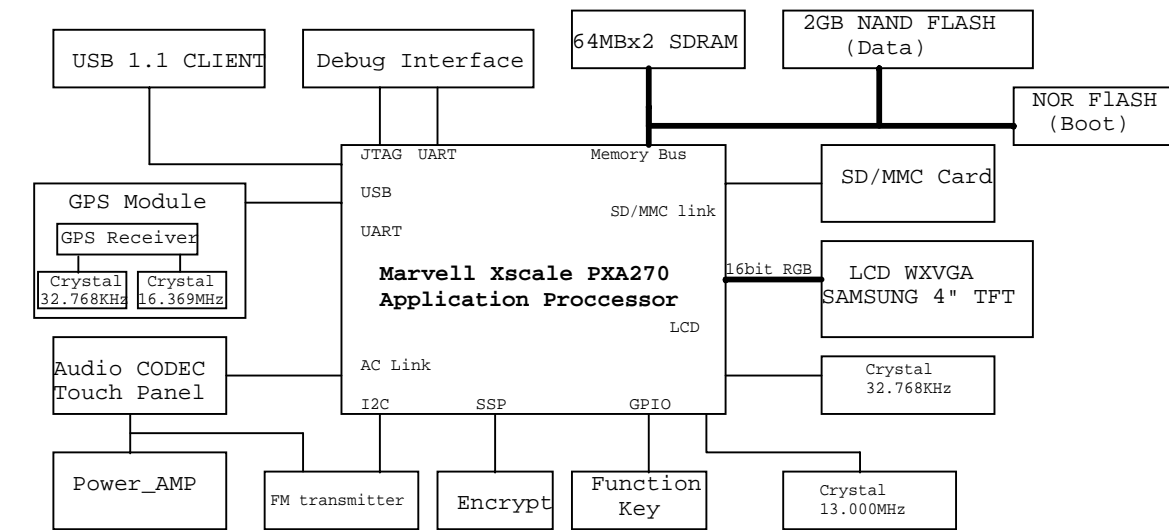 2GB NAND FLASH
(Data)
64MBx2 SDRAM
USB 1.1 CLIENT
Debug Interface
NOR FlASH
(Boot)
JTAG UART
Memory Bus
SD/MMC Card
USB
GPS Module
SD/MMC link
UART
GPS Receiver
Crystal
32.768KHz
Crystal
16.369MHz
Marvell Xscale PXA270
Application Proccessor
16bit RGB
LCD WXVGA
SAMSUNG 4" TFT
LCD
Audio CODEC
Touch Panel
AC Link
Crystal
32.768KHz
I2C
SSP
GPIO
Power_AMP
FM transmitter
Encrypt
Function
Key
Crystal
13.000MHz